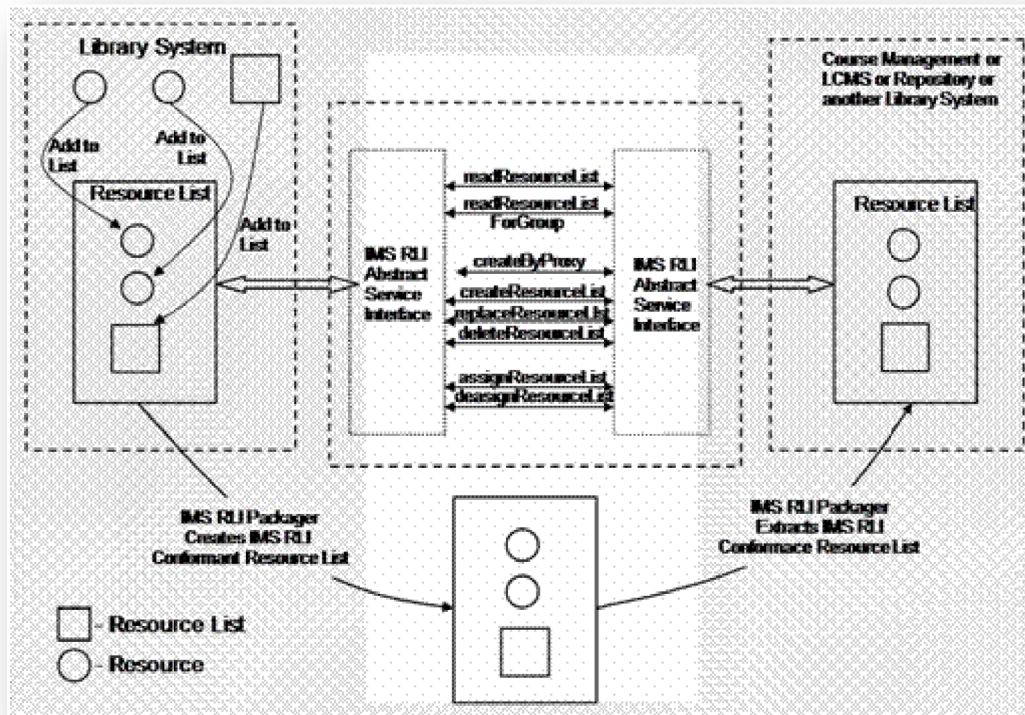 Library System
Add to
List
Add to
List
Resource List
Add to
List
IMS RLI
Abstract
Service
Interface
readResourceList
readResourceList
ForGroup
createByProxy
createResourceList
replaceResourceList
deleteResourceList
assignResourceList
deasignResourceList
IMS RLI
Abstract
Service
Interface
Course Management or
LCMS or Repository or
another Library System
Resource List
IMS RLI Packager
Creates IMS RLI
Conformant Resource List
IMS RLI Packager
Extracts IMS RLI
Conformace Resource List
- Resource List
- Resource